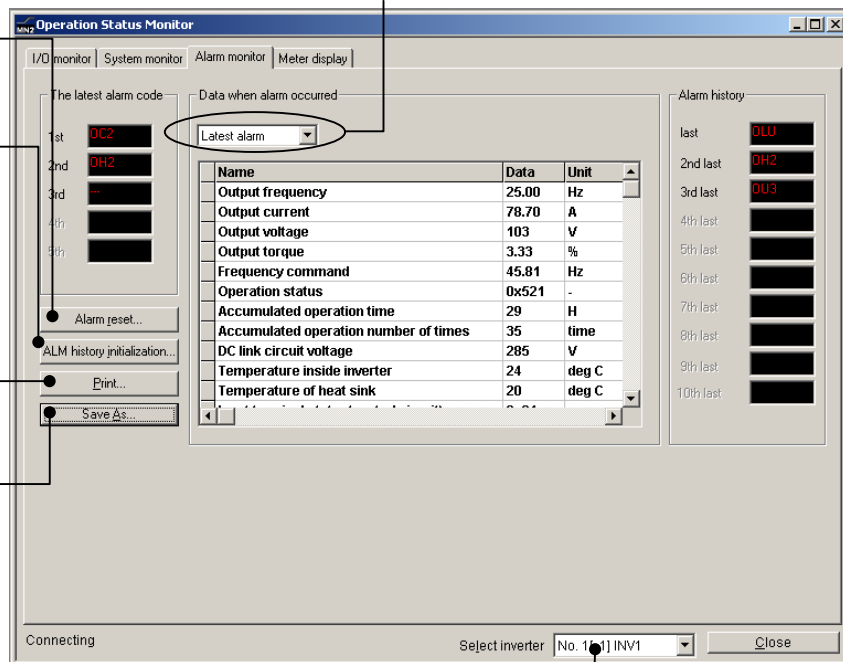 MN2 Operation Status Monitor
I/O monitor System monitor Alarm monitor Meter display
The latest alarm code
1st OC2
2nd OH2
3rd ---
4th
5th
Alarm reset...
ALM history initialization...
Print...
Save As...
Data when alarm occurred
Latest alarm
Name Data Unit
Output frequency 25.00 Hz
Output current 78.70 A
Output voltage 103 V
Output torque 3.33 %
Frequency command 45.81 Hz
Operation status 0x521 -
Accumulated operation time 29 H
Accumulated operation number of times 35 time
DC link circuit voltage 285 V
Temperature inside inverter 24 deg C
Temperature of heat sink 20 deg C
Alarm history
last OLU
2nd last OH2
3rd last OU3
4th last
5th last
6th last
7th last
8th last
9th last
10th last
Connecting
Select inverter No. 1[ 1] INV1
Close